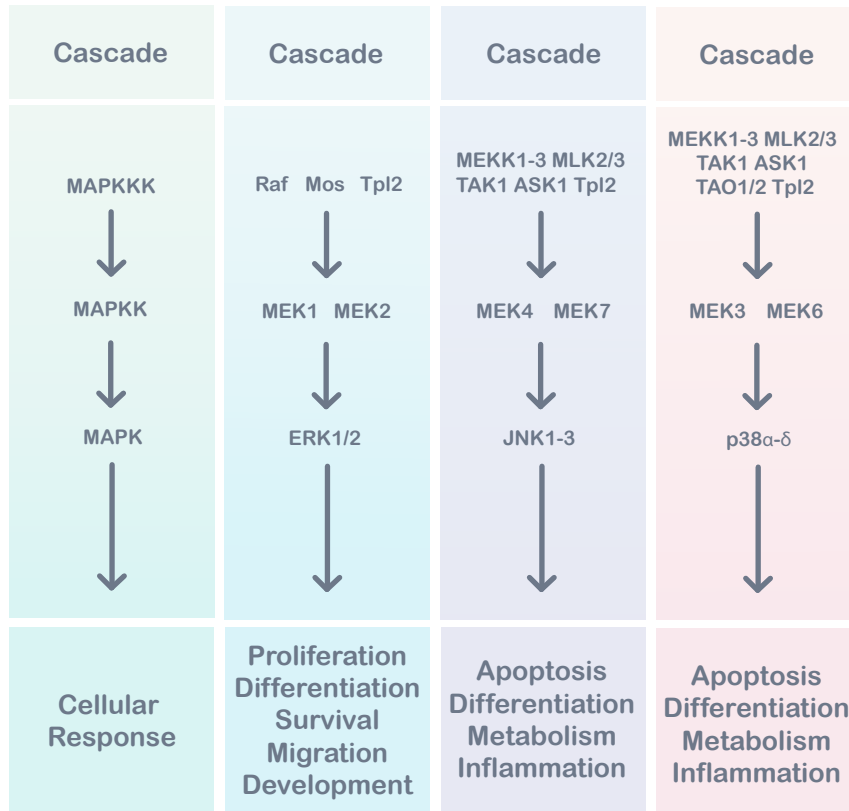 Cascade
MAPKKK
MAPKK
MAPK
Cellular
Response
Cascade
Raf Mos Tpl2
MEK1 MEK2
ERK1/2
Proliferation
Differentiation
Survival
Migration
Development
Cascade
MEKK1-3 MLK2/3
TAK1 ASK1 Tpl2
MEK4 MEK7
JNK1-3
Apoptosis
Differentiation
Metabolism
Inflammation
Cascade
MEKK1-3 MLK2/3
TAK1 ASK1
TAO1/2 Tpl2
MEK3 MEK6
p38α-δ
Apoptosis
Differentiation
Metabolism
Inflammation